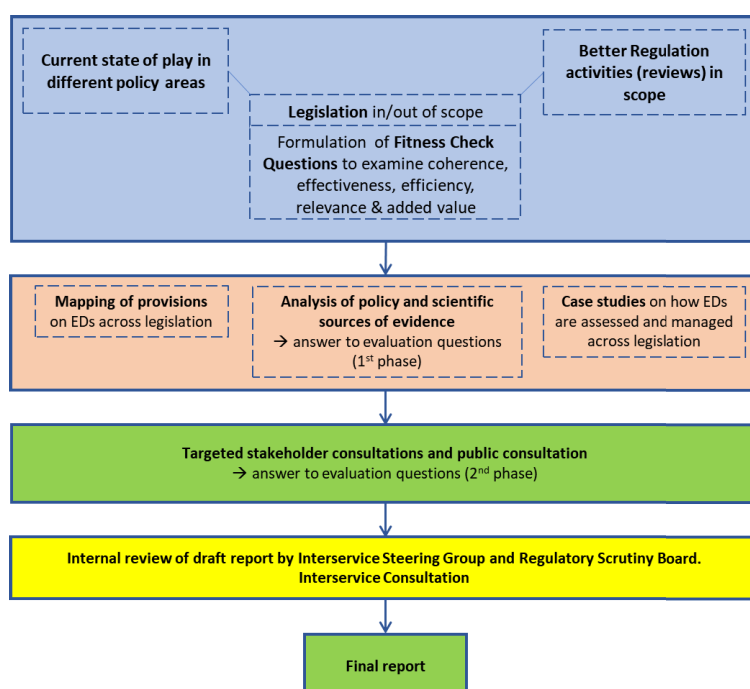 Current state of play in
different policy areas
Better Regulation
activities (reviews) in
scope
Legislation in/out of scope
Formulation of Fitness Check
Questions to examine coherence,
effectiveness, efficiency,
relevance & added value
Mapping of provisions
on EDs across legislation
Analysis of policy and scientific
sources of evidence
→ answer to evaluation questions
(1st phase)
Case studies on how EDs
are assessed and managed
across legislation
Targeted stakeholder consultations and public consultation
→ answer to evaluation questions (2nd phase)
Internal review of draft report by Interservice Steering Group and Regulatory Scrutiny Board.
Interservice Consultation
Final report